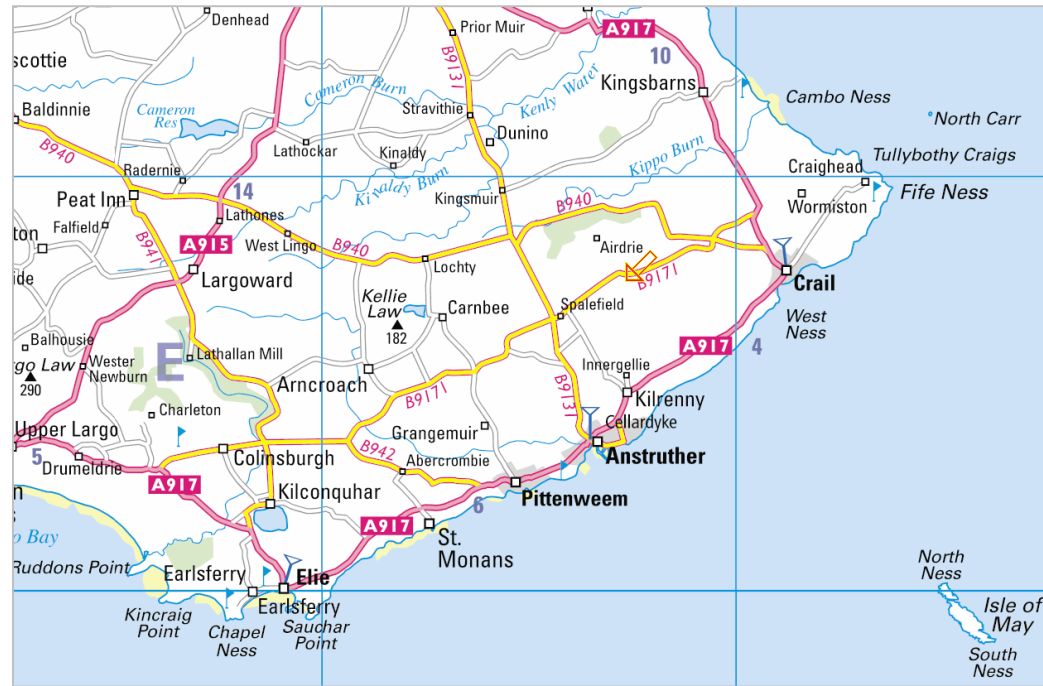 Denhead
Prior Muir
A917
10
scottie
B9131
Kingsbarns
Cameron Burn
Kenly Water
Baldinnie
Cameron
Res
Stravithie
Cambo Ness
North Carr
Dunino
B940
Lathockar
Kinaldy
Tullybothy Craigs
Radernie
Kippo Burn
Craighead
14
Kinaldy Burn
Fife Ness
Peat Inn
Kingsmuir
B940
Wormiston
Falfield
Lathones
ton
B941
A915
West Lingo
B940
Airdrie
Lochty
B9171
ide
Largoward
Crail
Kellie
Law
182
Carnbee
Spalefield
West
Ness
Balhousie
go Law
290
Wester
Newburn
Lathallan Mill
E
A917
4
Innergellie
Arncroach
B9171
B9131
Kilrenny
Charleton
Cellardyke
Upper Largo
Grangemuir
B942
Anstruther
5
Drumeldrie
Colinsburgh
Abercrombie
A917
Kilconquhar
6
Pittenweem
n
s
A917
St.
Monans
o Bay
Ruddons Point
Earlsferry
Elie
North
Ness
Earlsferry
Kincraig
Point
Chapel
Ness
Sauchar
Point
Isle of
May
South
Ness